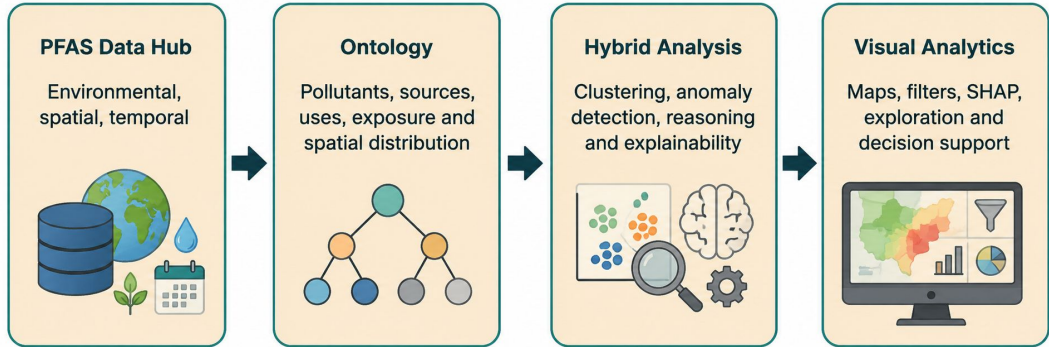 PFAS Data Hub
Environmental,
spatial, temporal
Ontology
Pollutants, sources,
uses, exposure and
spatial distribution
Hybrid Analysis
Clustering, anomaly
detection, reasoning
and explainability
Visual Analytics
Maps, filters, SHAP,
exploration and
decision support